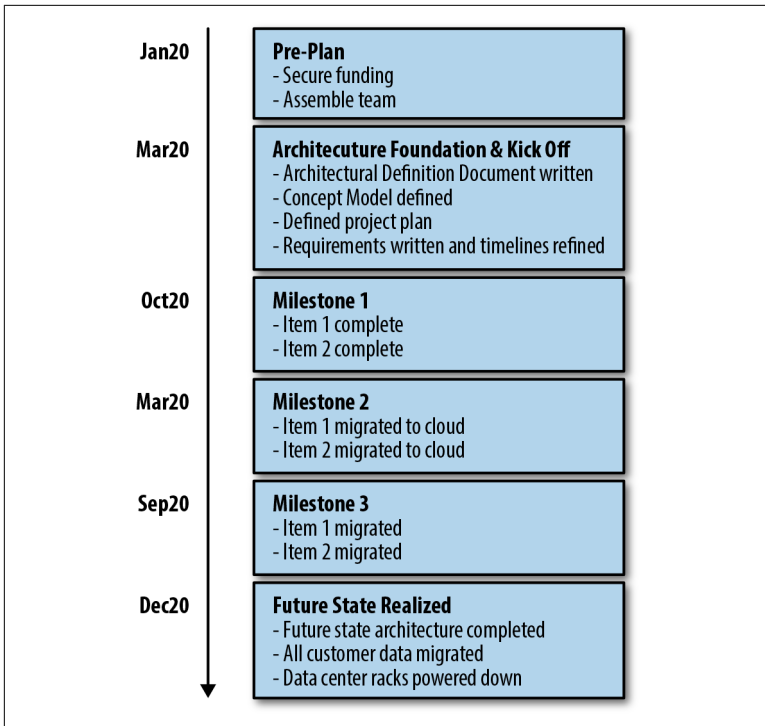 Jan20
Pre-Plan
- Secure funding
- Assemble team
Mar20
Architecuture Foundation & Kick Off
- Architectural Definition Document written
- Concept Model defined
- Defined project plan
- Requirements written and timelines refined
Oct20
Milestone 1
- Item 1 complete
- Item 2 complete
Mar20
Milestone 2
- Item 1 migrated to cloud
- Item 2 migrated to cloud
Sep20
Milestone 3
- Item 1 migrated
- Item 2 migrated
Dec20
Future State Realized
- Future state architecture completed
- All customer data migrated
- Data center racks powered down